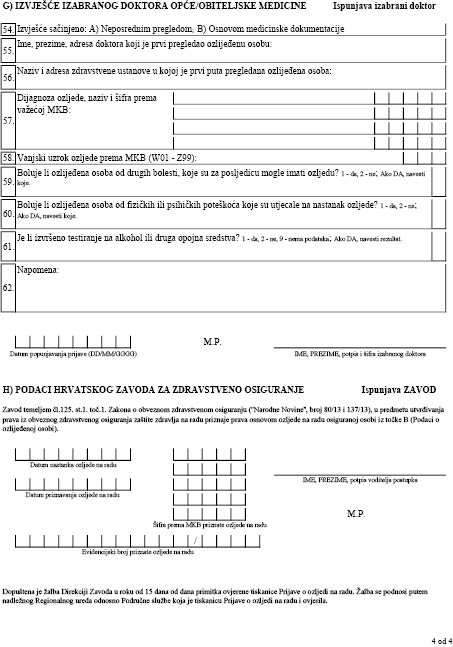 G) IZVJEŠĆE IZABRANOG DOKTORA OPĆE/OBITELJSKE MEDICINE Ispunjava izabrani doktor
54. Izvješće sačinjeno: A) Neposrednim pregledom; B) Osnovom medicinske dokumentacije
55. Ime, prezime, adresa doktora koji je prvi pregledao ozlijeđenu osobu:
56. Naziv i adresa zdravstvene ustanove u kojoj je prvi puta pregledana ozlijeđena osoba:
57. Dijagnoza ozljede, naziv i šifra prema
važećoj MKB:
58. Vanjski uzrok ozljede prema MKB (W01 - Z99):
59. Boluje li ozlijeđena osoba od drugih bolesti, koje su za posljedicu mogle imati ozljedu? 1 - da, 2 - ne; Ako DA, navesti
koje.
60. Boluje li ozlijeđena osoba od fizičkih ili psihičkih poteškoća koje su utjecale na nastanak ozljede? 1 - da, 2 - ne;
Ako DA, navesti koje.
61. Je li izvršeno testiranje na alkohol ili druga opojna sredstva? 1 - da, 2 - ne, 9 - nema podataka; Ako DA, navesti rezultat.
62. Napomena:
M.P.
Datum popunjavanja prijave (DD/MM/GGGG) IME, PREZIME, potpis i šifra izabranog doktora
H) PODACI HRVATSKOG ZAVODA ZA ZDRAVSTVENO OSIGURANJE Ispunjava ZAVOD
Zavod temeljem čl.125. st.1. toč.1. Zakona o obveznom zdravstvenom osiguranju ("Narodne Novine", broj 80/13 i 137/13), u predmetu utvrđivanja
prava iz obveznog zdravstvenog osiguranja zaštite zdravlja na radu priznaje prava osnovom ozljede na radu osiguranoj osobi iz točke B (Podaci o
ozlijeđenoj osobi).
Datum nastanka ozljede na radu
IME, PREZIME, potpis voditelja postupka
Datum priznavanja ozljede na radu
M.P.
Šifra prema MKB priznate ozljede na radu
/
Evidencijski broj priznate ozljede na radu
Dopuštena je žalba Direkciji Zavoda u roku od 15 dana od dana primitka ovjerene tiskanice Prijave o ozljedi na radu. Žalba se podnosi putem
nadležnog Regionalnog ureda odnosno Područne službe koja je tiskanicu Prijave o ozljedi na radu i ovjerila.
4 od 4